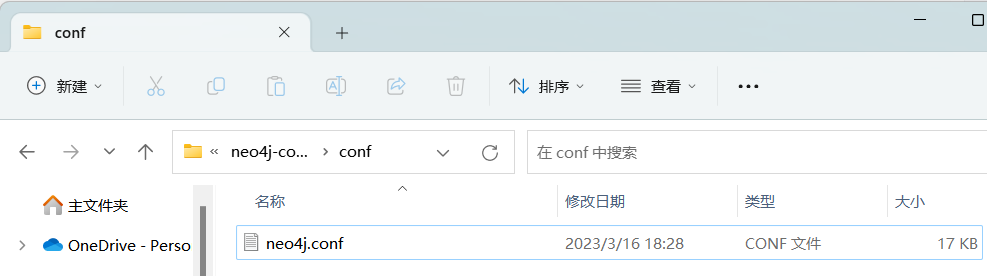 conf
新建
排序
查看
neo4j-co... conf
在 conf 中搜索
主文件夹
OneDrive - Perso
名称 修改日期 类型 大小
neo4j.conf 2023/3/16 18:28 CONF 文件 17 KB